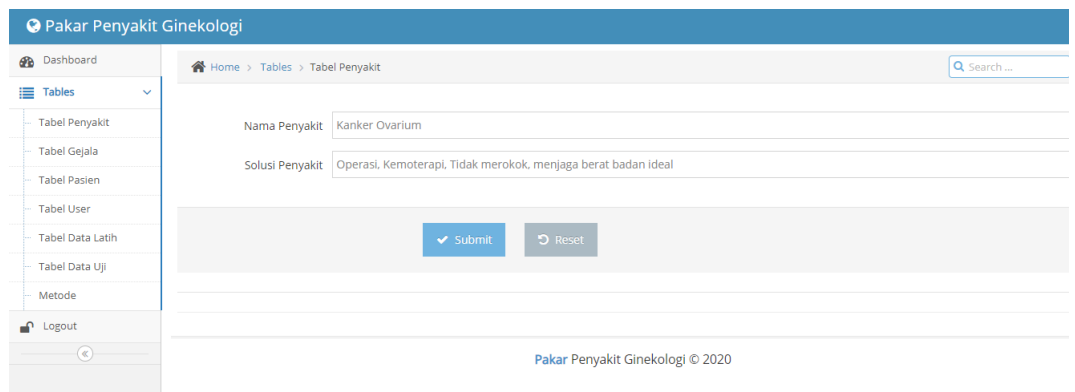 Pakar Penyakit Ginekologi
Dashboard
Tables
Tabel Penyakit
Tabel Gejala
Tabel Pasien
Tabel User
Tabel Data Latih
Tabel Data Uji
Metode
Logout
Home > Tables > Tabel Penyakit
Search ...
Nama Penyakit Kanker Ovarium
Solusi Penyakit Operasi, Kemoterapi, Tidak merokok, menjaga berat badan ideal
Submit Reset
Pakar Penyakit Ginekologi © 2020